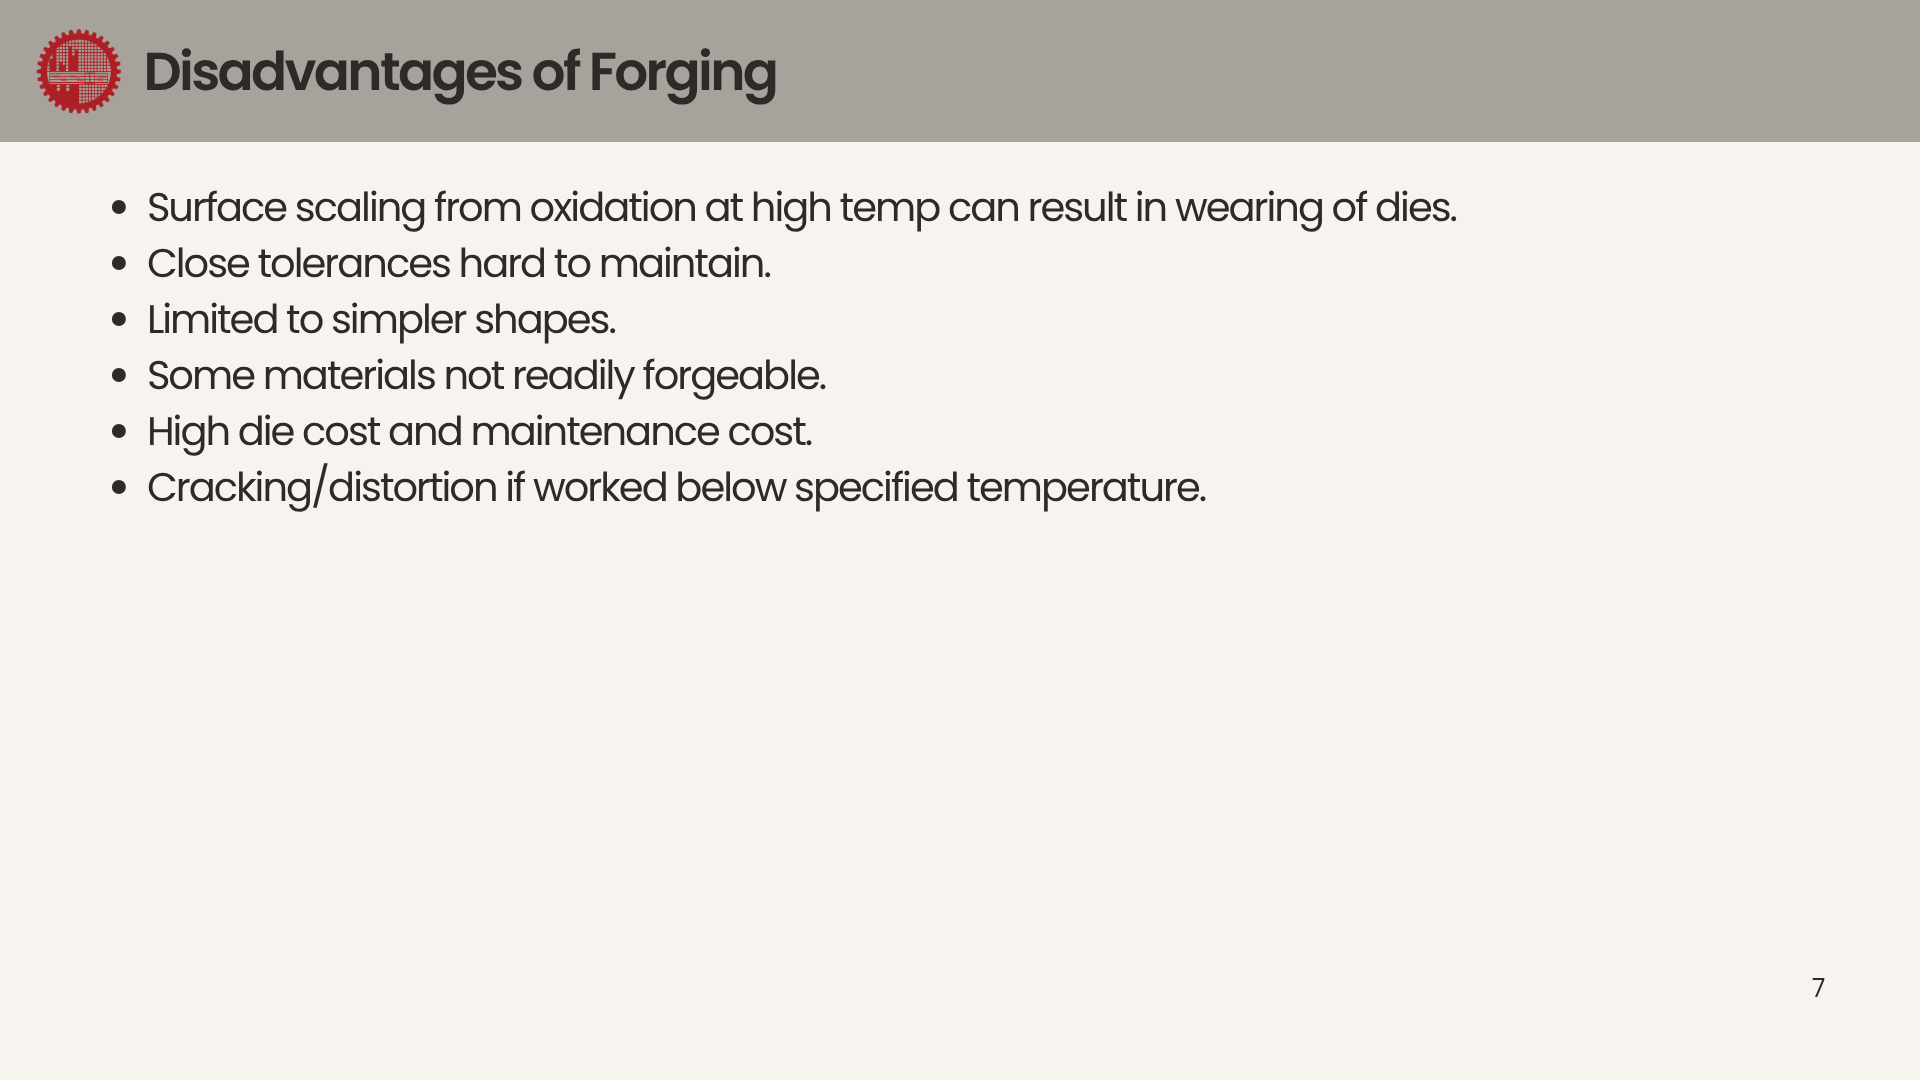 Disadvantages of Forging
• Surface scaling from oxidation at high temp can result in wearing of dies.
• Close tolerances hard to maintain.
• Limited to simpler shapes.
• Some materials not readily forgeable.
• High die cost and maintenance cost.
• Cracking/distortion if worked below specified temperature.
7